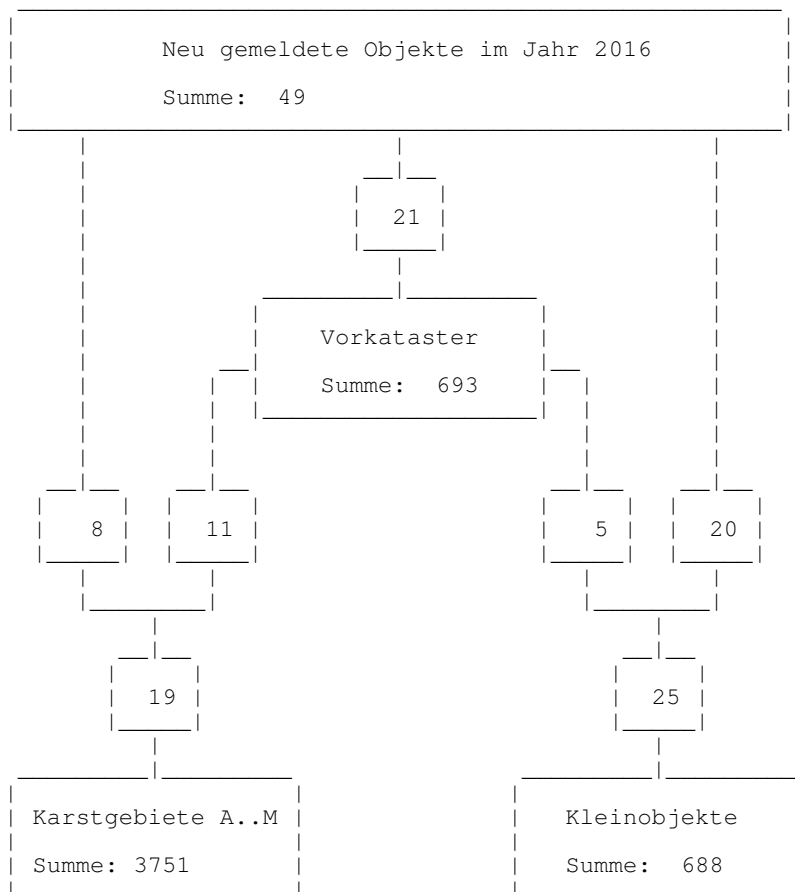 Neu gemeldete Objekte im Jahr 2016
Summe: 49
21
Vorkataster
Summe: 693
8 11 5 20
19 25
Karstgebiete A..M Kleinobjekte
Summe: 3751 Summe: 688